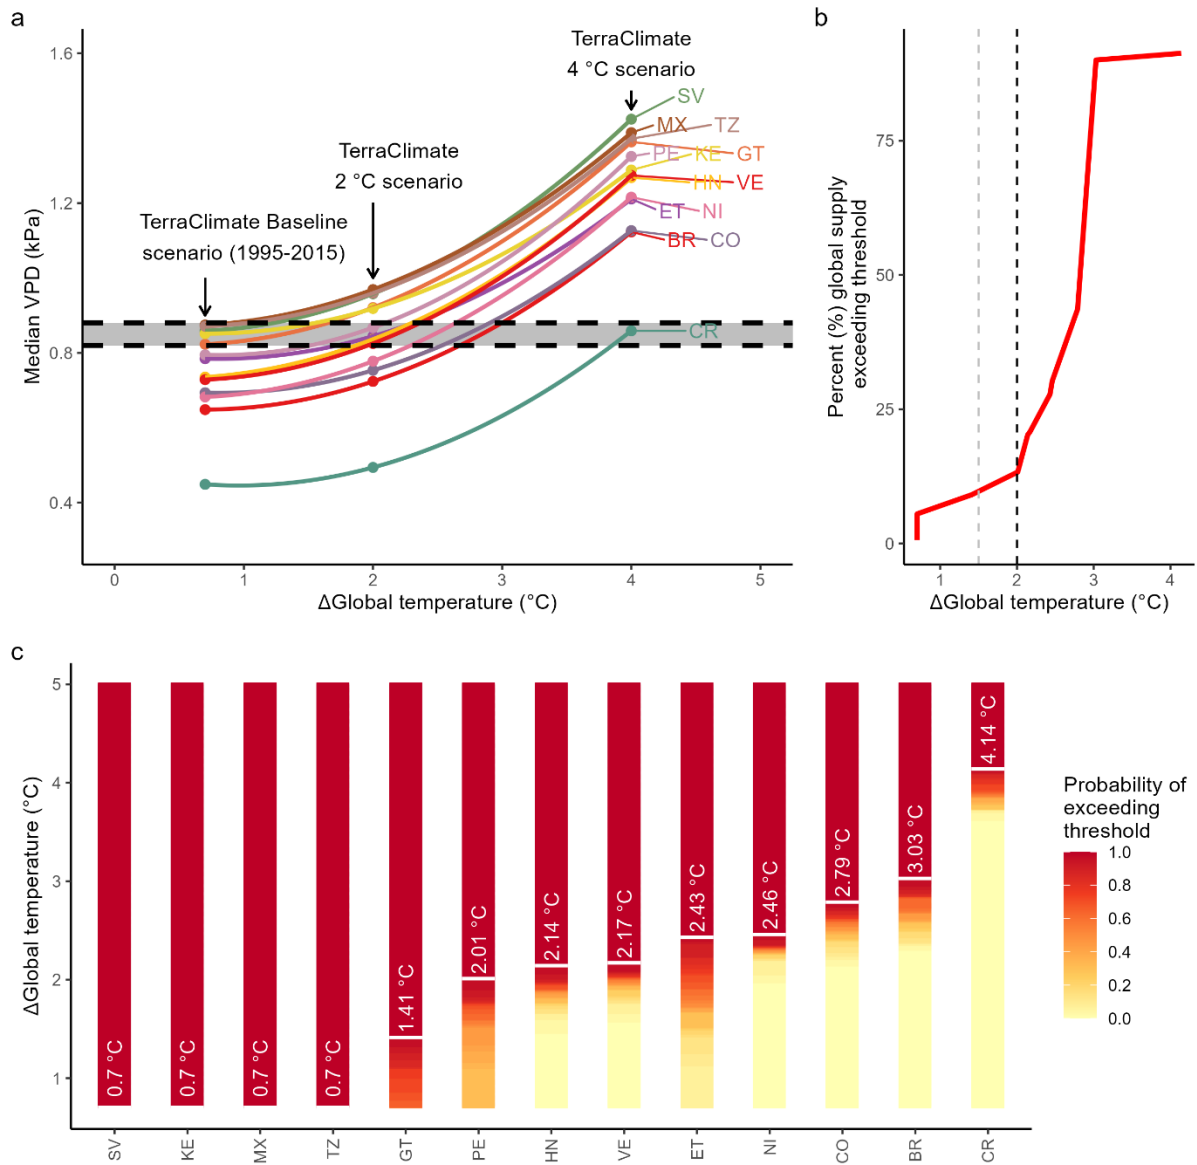 a
TerraClimate
4 °C scenario
TerraClimate
2 °C scenario
TerraClimate Baseline
scenario (1995-2015)
Median VPD (kPa)
1.6
1.2
0.8
0.4
SV
MX
TZ
PE
KE
GT
HN
VE
ET
NI
BR
CO
CR
0
1
2
3
4
5
ΔGlobal temperature (°C)
b
Percent (%) global supply
exceeding threshold
75
50
25
0
1
2
3
4
ΔGlobal temperature (°C)
c
ΔGlobal temperature (°C)
5
4
3
2
1
0.7 °C
0.7 °C
0.7 °C
0.7 °C
1.41 °C
2.01 °C
2.14 °C
2.17 °C
2.43 °C
2.46 °C
2.79 °C
3.03 °C
4.14 °C
SV
KE
MX
TZ
GT
PE
HN
VE
ET
NI
CO
BR
CR
Probability of
exceeding
threshold
1.0
0.8
0.6
0.4
0.2
0.0